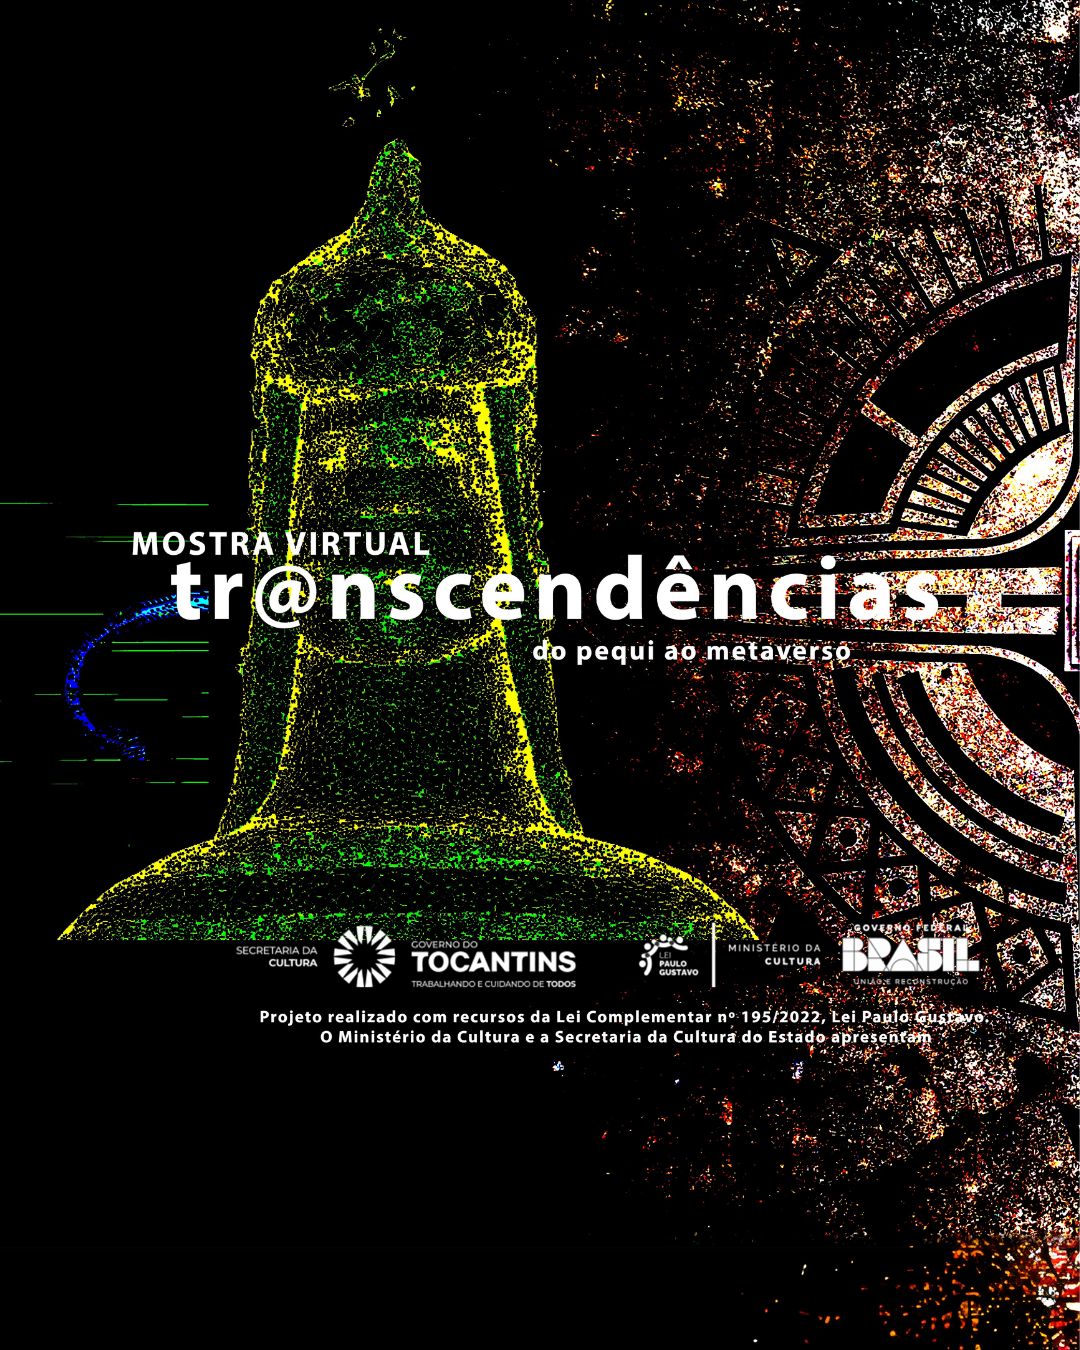 MOSTRA VIRTUAL
tr@nscendências
do pequi ao metaverso
SECRETARIA DA
CULTURA
GOVERNO DO
TOCANTINS
TRABALHANDO E CUIDANDO DE TODOS
LEI
PAULO
GUSTAVO
MINISTÉRIO DA
CULTURA
GOVERNO FEDERAL
BRASIL
UNIÃO E RECONSTRUÇÃO
Projeto realizado com recursos da Lei Complementar nº 195/2022, Lei Paulo Gustavo.
O Ministério da Cultura e a Secretaria da Cultura do Estado apresentam